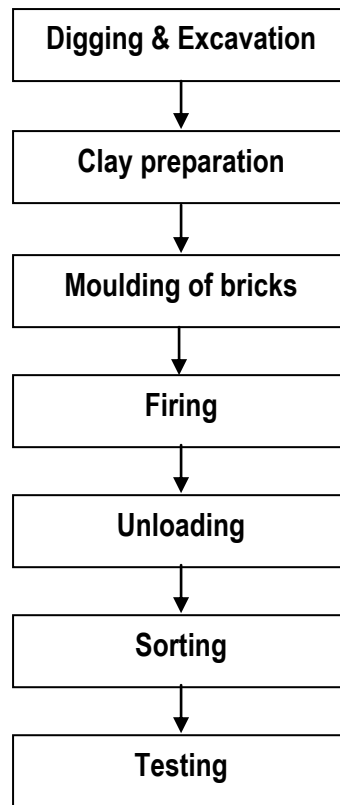 Digging & Excavation
Clay preparation
Moulding of bricks
Firing
Unloading
Sorting
Testing